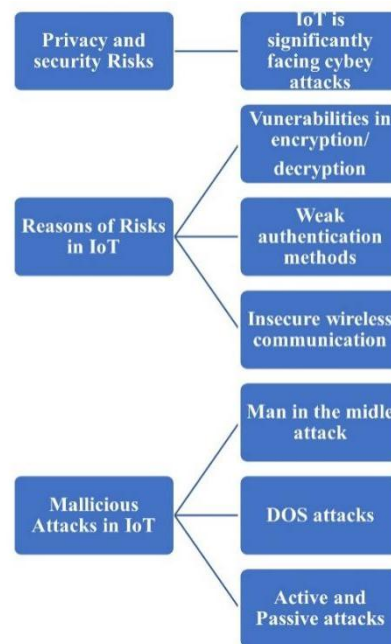 Privacy and
security Risks
IoT is
significantly
facing cybey
attacks
Reasons of Risks
in IoT
Vunerabilities in
encryption/
decryption
Weak
authentication
methods
Insecure wireless
communication
Mallicious
Attacks in IoT
Man in the midle
attack
DOS attacks
Active and
Passive attacks